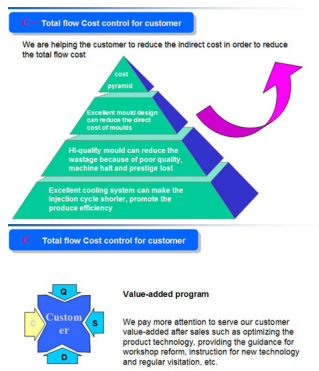 C— Total flow Cost control for customer
We are helping the customer to reduce the indirect cost in order to reduce
the total flow cost
cost
pyramid
Excellent mould design
can reduce the direct
cost of moulds
Hi-quality mould can reduce the
wastage because of poor quality,
machine halt and prestige lost
Excellent cooling system can make the
injection cycle shorter, promote the
produce efficiency
C— Total flow Cost control for customer
Q
C
Custom
er
S
D
Value-added program
We pay more attention to serve our customer
value-added after sales such as optimizing the
product technology, providing the guidance for
workshop reform, instruction for new technology
and regular visitation, etc.